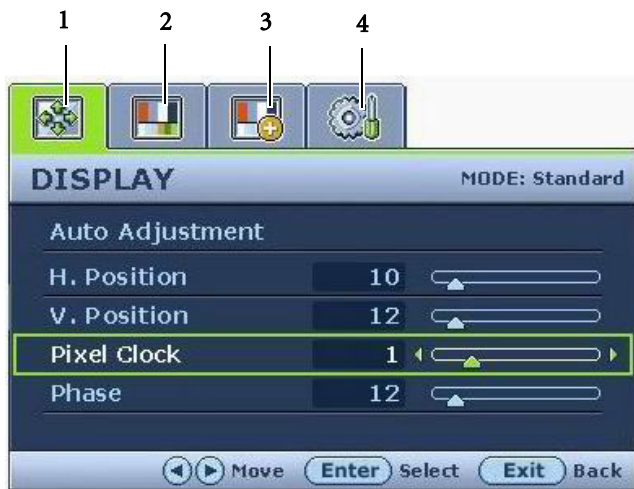 1 2 3 4
DISPLAY MODE: Standard
Auto Adjustment
H. Position 10
V. Position 12
Pixel Clock 1
Phase 12
Move Enter Select Exit Back